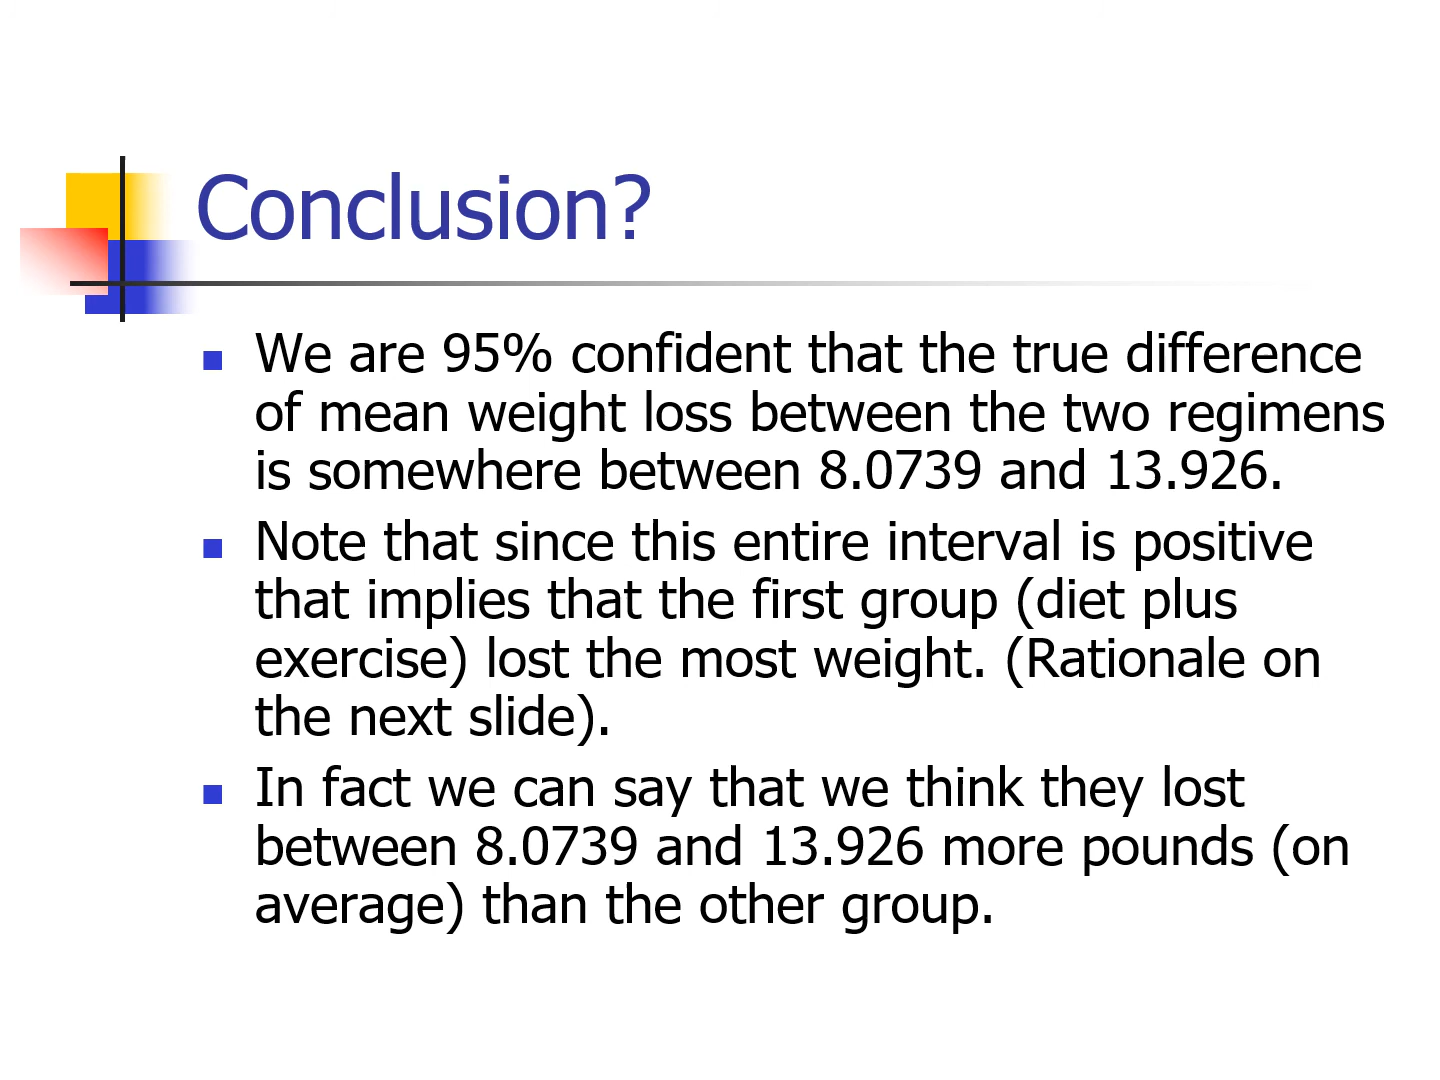 Conclusion?
We are 95% confident that the true difference
of mean weight loss between the two regimens
is somewhere between 8.0739 and 13.926.
Note that since this entire interval is positive
that implies that the first group (diet plus
exercise) lost the most weight. (Rationale on
the next slide).
In fact we can say that we think they lost
between 8.0739 and 13.926 more pounds (on
average) than the other group.